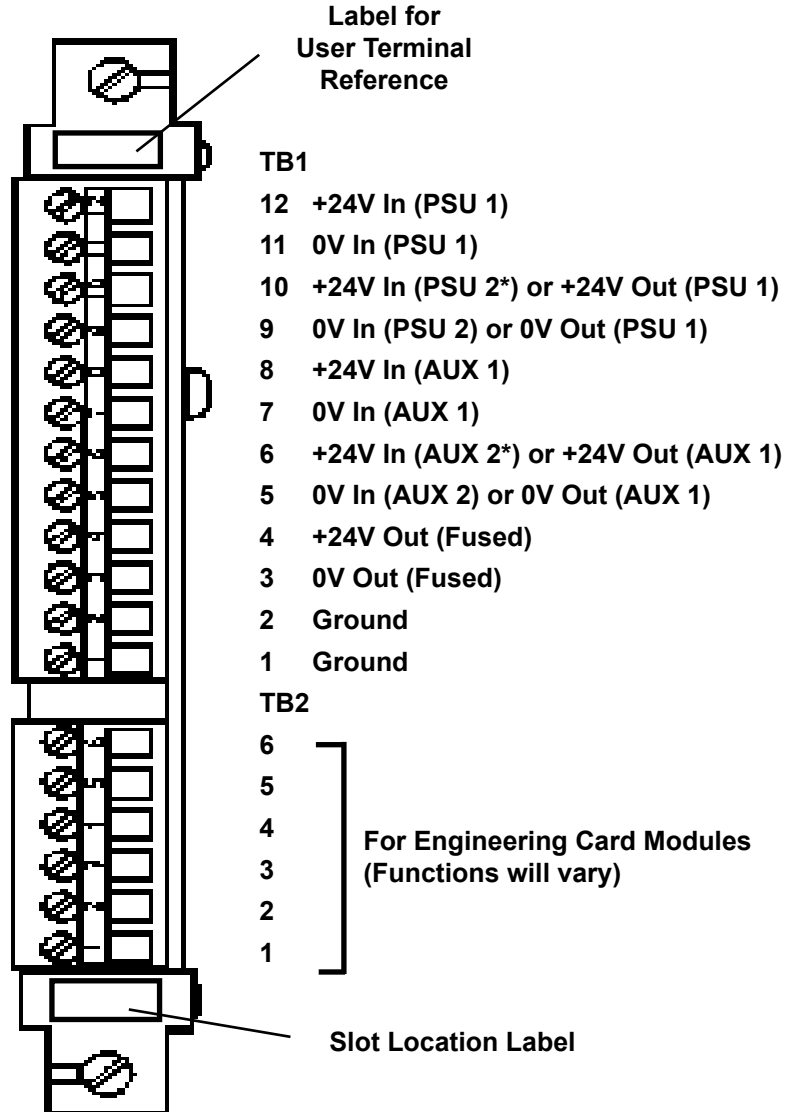 Label for
User Terminal
Reference
TB1
12 +24V In (PSU 1)
11 0V In (PSU 1)
10 +24V In (PSU 2*) or +24V Out (PSU 1)
9 0V In (PSU 2) or 0V Out (PSU 1)
8 +24V In (AUX 1)
7 0V In (AUX 1)
6 +24V In (AUX 2*) or +24V Out (AUX 1)
5 0V In (AUX 2) or 0V Out (AUX 1)
4 +24V Out (Fused)
3 0V Out (Fused)
2 Ground
1 Ground
TB2
6
5
4
3
2
1
For Engineering Card Modules
(Functions will vary)
Slot Location Label